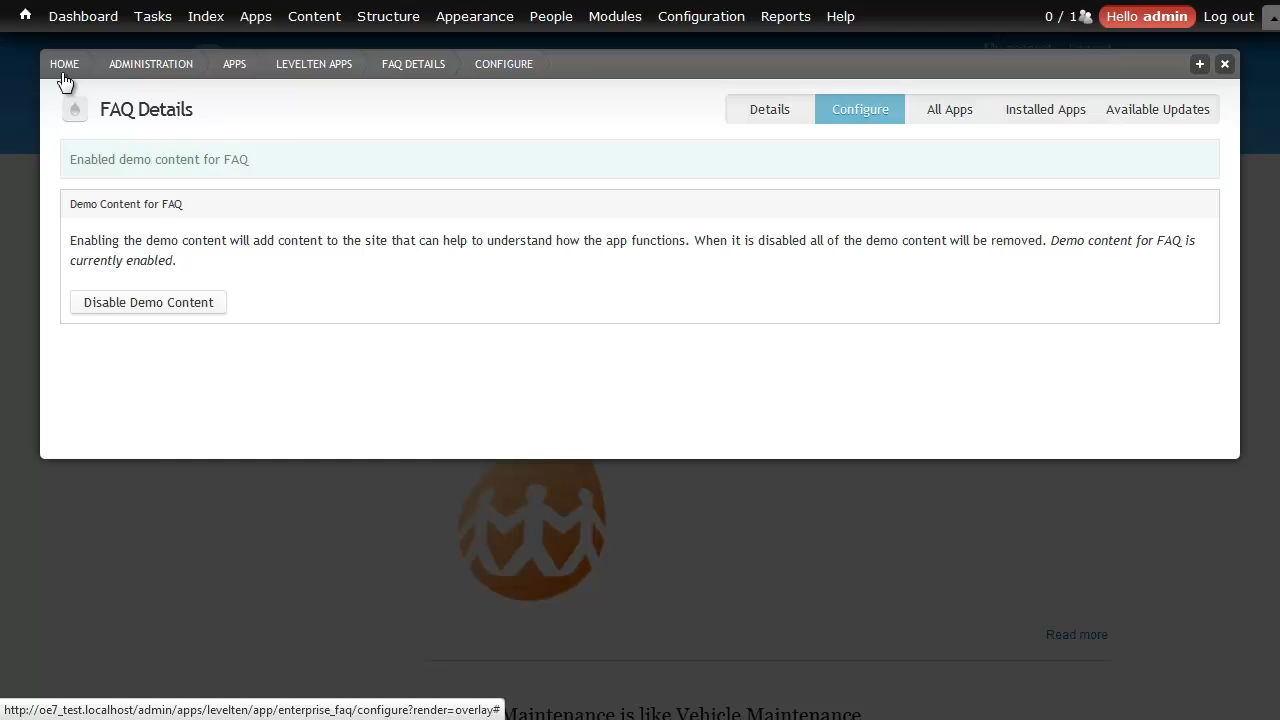 Dashboard Tasks Index Apps Content Structure Appearance People Modules Configuration Reports Help 0 / 1 Hello admin Log out
HOME ADMINISTRATION APPS LEVELTEN APPS FAQ DETAILS CONFIGURE
FAQ Details
Details Configure All Apps Installed Apps Available Updates
Enabled demo content for FAQ
Demo Content for FAQ
Enabling the demo content will add content to the site that can help to understand how the app functions. When it is disabled all of the demo content will be removed. Demo content for FAQ is
currently enabled.
Disable Demo Content
Read more
Maintenance is like Vehicle Maintenance
http://oe7_test.localhost/admin/apps/levelten/app/enterprise_faq/configure?render=overlay#